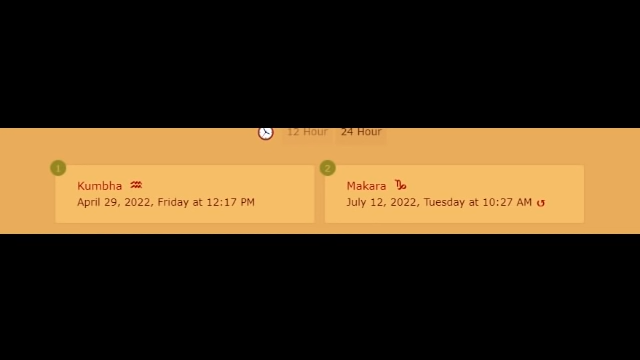 12 Hour 24 Hour
1
Kumbha ♒
April 29, 2022, Friday at 12:17 PM
2
Makara ♑
July 12, 2022, Tuesday at 10:27 AM ↺